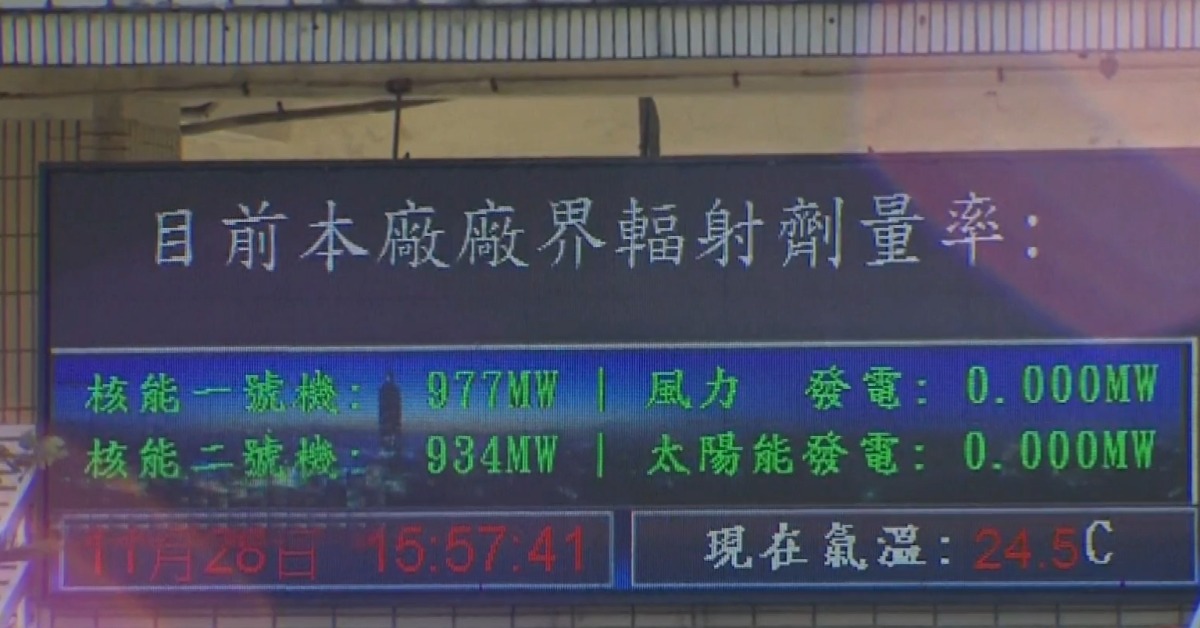 目前本廠廠界輻射劑量率:
核能一號機: 977MW | 風力 發電: 0.000MW
核能二號機: 934MW | 太陽能發電: 0.000MW
11月28日 15:57:41
現在氣溫: 24.5C